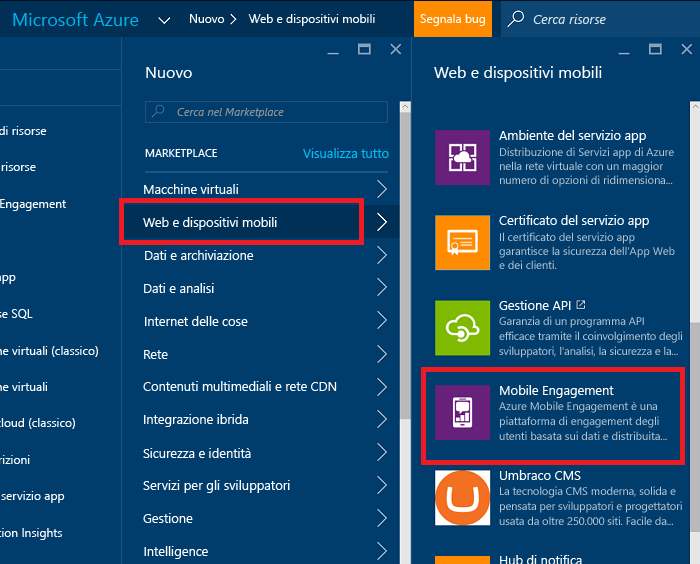 Microsoft Azure
Nuovo > Web e dispositivi mobili
Segnala bug
Cerca risorse
di risorse
risorse
Engagement
app
se SQL
ne virtuali (classico)
ne virtuali
cloud (classico)
rizioni
servizio app
tion Insights
Nuovo
Cerca nel Marketplace
MARKETPLACE
Visualizza tutto
Macchine virtuali
Web e dispositivi mobili
Dati e archiviazione
Dati e analisi
Internet delle cose
Rete
Contenuti multimediali e rete CDN
Integrazione ibrida
Sicurezza e identità
Servizi per gli sviluppatori
Gestione
Intelligence
Web e dispositivi mobili
Ambiente del servizio app
Distribuzione di Servizi app di Azure
nella rete virtuale con un maggior
numero di opzioni di ridimensiona...
Certificato del servizio app
Il certificato del servizio app
garantisce la sicurezza dell'App Web
e dei clienti.
Gestione API
Garanzia di un programma API
efficace tramite il coinvolgimento degli
sviluppatori, l'analisi, la sicurezza e la...
Mobile Engagement
Azure Mobile Engagement è una
piattaforma di engagement degli
utenti basata sui dati e distribuita...
Umbraco CMS
La tecnologia CMS moderna, solida e
pensata per sviluppatori e progettatori
usata da oltre 250.000 siti. Facile da...
Hub di notifica